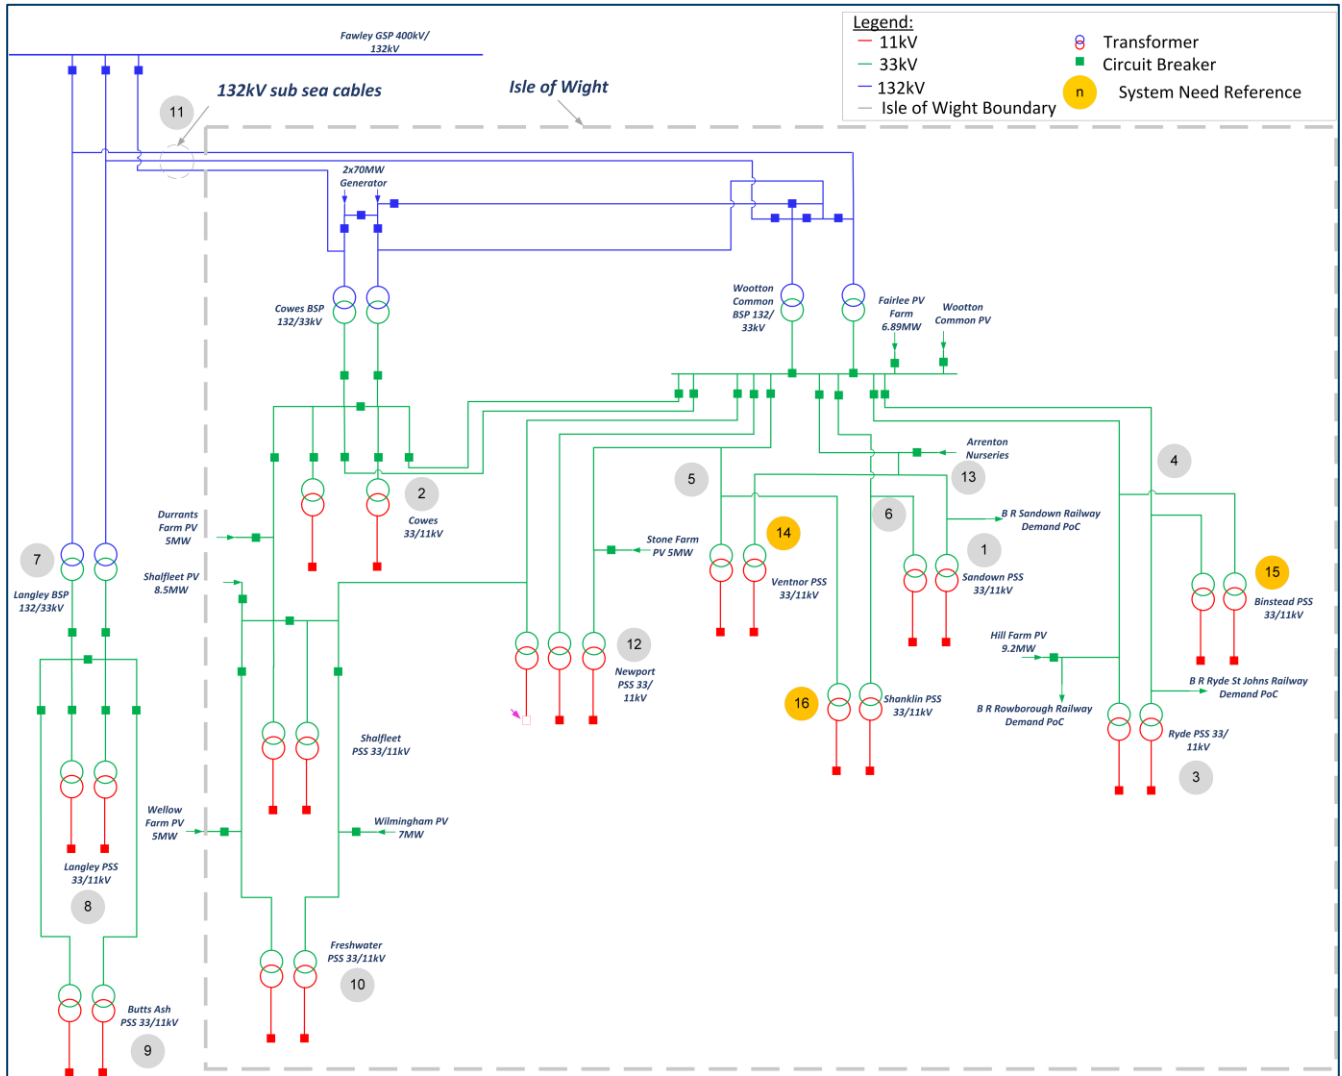 Fawley GSP 400kV/
132kV
Legend:
11kV
33kV
132kV
Isle of Wight Boundary
Transformer
Circuit Breaker
n
System Need Reference
132kV sub sea cables
Isle of Wight
11
2x70MW
Generator
Cowes BSP
132/33kV
Wootton
Common
BSP 132/
33kV
Fairlee PV
Farm
6.89MW
Wootton
Common PV
Arrenton
Nurseries
13
4
5
2
Cowes
33/11kV
6
Durrants
Farm PV
5MW
Stone Farm
PV 5MW
14
Ventnor PSS
33/11kV
B R Sandown Railway
Demand PoC
1
Sandown PSS
33/11kV
15
Binstead PSS
33/11kV
7
Langley BSP
132/33kV
Shalfleet PV
8.5MW
12
Newport
PSS 33/
11kV
Hill Farm PV
9.2MW
B R Ryde St Johns Railway
Demand PoC
B R Rowborough Railway
Demand PoC
16
Shanklin PSS
33/11kV
Ryde PSS 33/
11kV
3
Shalfleet
PSS 33/11kV
Wellow
Farm PV
5MW
Wilmingham PV
7MW
Langley PSS
33/11kV
8
Freshwater
PSS 33/11kV
10
Butts Ash
PSS 33/11kV
9